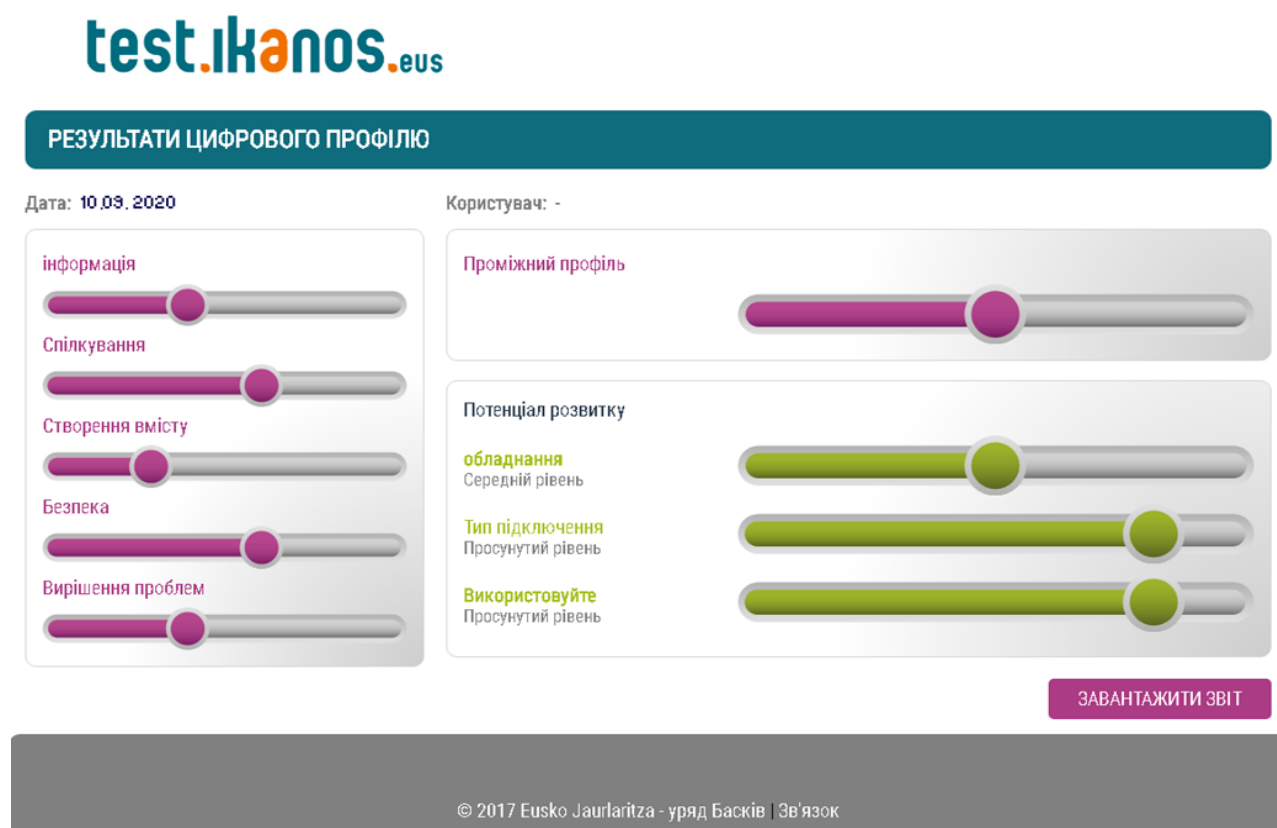 test.ikanos.eus
РЕЗУЛЬТАТИ ЦИФРОВОГО ПРОФІЛЮ
Дата: 10.09.2020
Користувач: -
інформація
Спілкування
Створення вмісту
Безпека
Вирішення проблем
Проміжний профіль
Потенціал розвитку
обладнання
Середній рівень
Тип підключення
Просунутий рівень
Використовуйте
Просунутий рівень
ЗАВАНТАЖИТИ ЗВІТ
© 2017 Eusko Jaurlaritza - уряд Басків | Зв'язок